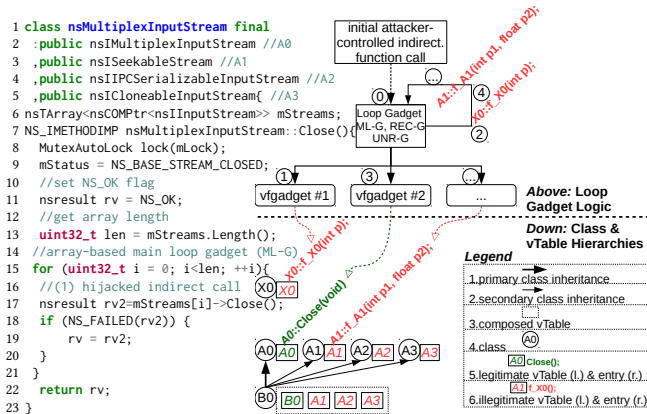 1 class nsMultiplexInputStream final
2 :public nsIMultiplexInputStream //A0
3 ,public nsISeekableStream //A1
4 ,public nsIIPCSerializableInputStream //A2
5 ,public nsICloneableInputStream{ //A3
6 nsTArray<nsCOMPtr<nsIInputStream>> mStreams;
7 NS_IMETHODIMP nsMultiplexInputStream::Close(){
8 MutexAutoLock lock(mLock);
9 mStatus = NS_BASE_STREAM_CLOSED;
10 //set NS_OK flag
11 nsresult rv = NS_OK;
12 //get array length
13 uint32_t len = mStreams.Length();
14 //array-based main loop gadget (ML-G)
15 for (uint32_t i = 0; i<len; ++i){
16 //(1) hijacked indirect call
17 nsresult rv2=mStreams[i]->Close();
18 if (NS_FAILED(rv2)) {
19 rv = rv2;
20 }
21 }
22 return rv;
23 }
initial attacker-
controlled indirect.
function call
0
Loop Gadget
ML-G, REC-G
UNR-G
...
4
2
A1::f_A1(int p1, float p2);
X0::f_X0(int p);
1
3
...
vfgadget #1
vfgadget #2
...
Above: Loop
Gadget Logic
Down: Class &
vTable Hierarchies
X0::f_X0(int p);
A0::Close(void)
A1::f_A1(int p1, float p2);
X0 X0
A0 A0 A1 A1 A2 A2 A3 A3
B0 B0 A1 A2 A3
Legend
1.primary class inheritance
2.secondary class inheritance
3.composed vTable
A0
4.class
A0 Close();
5.legitimate vTable (l.) & entry (r.)
A1 f_X0();
6.illegitimate vTable (l.) & entry (r.)